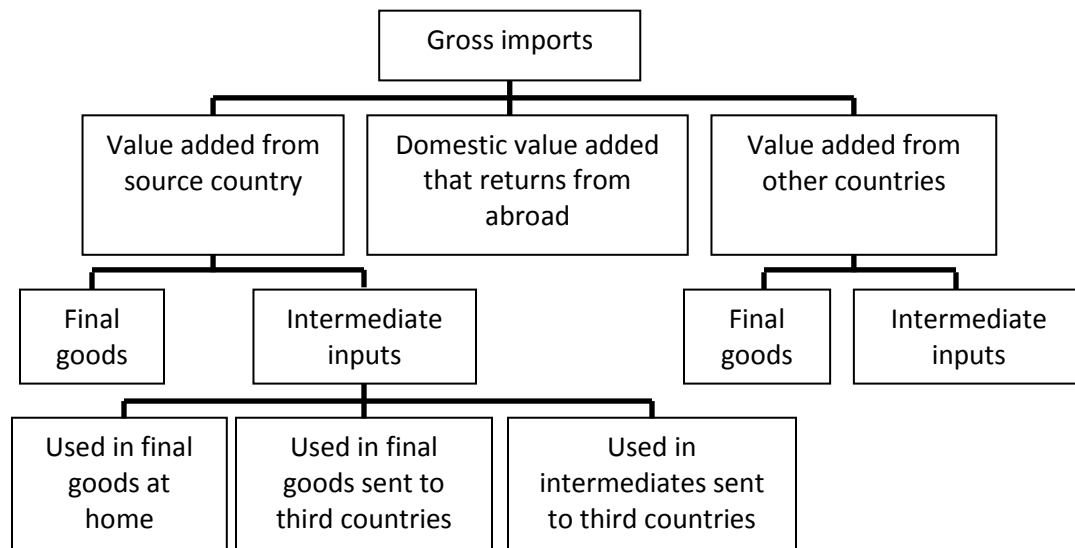 Gross imports
Value added from
source country
Domestic value added
that returns from
abroad
Value added from
other countries
Final
goods
Intermediate
inputs
Final
goods
Intermediate
inputs
Used in final
goods at
home
Used in final
goods sent to
third countries
Used in
intermediates sent
to third countries